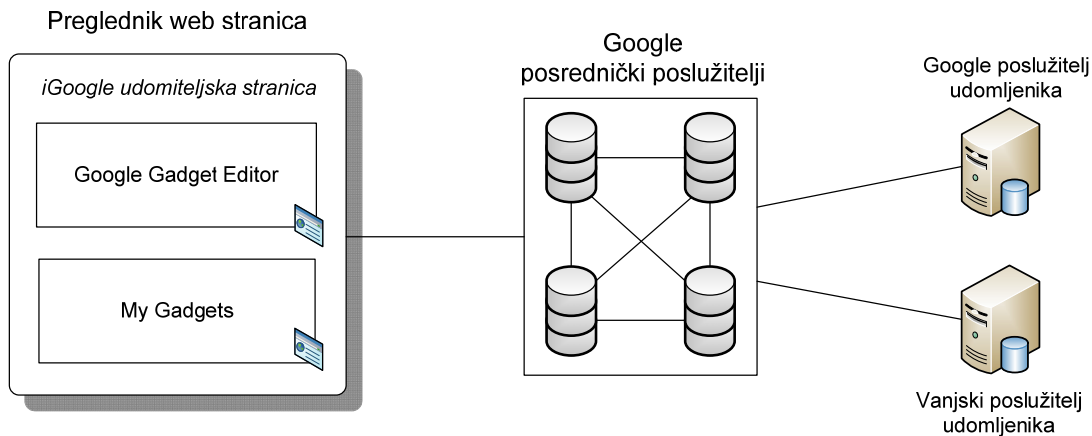 Preglednik web stranica
iGoogle udomiteljska stranica
Google Gadget Editor
My Gadgets
Google
posrednički poslužitelji
Google poslužitelj
udomljenika
Vanjski poslužitelj
udomljenika